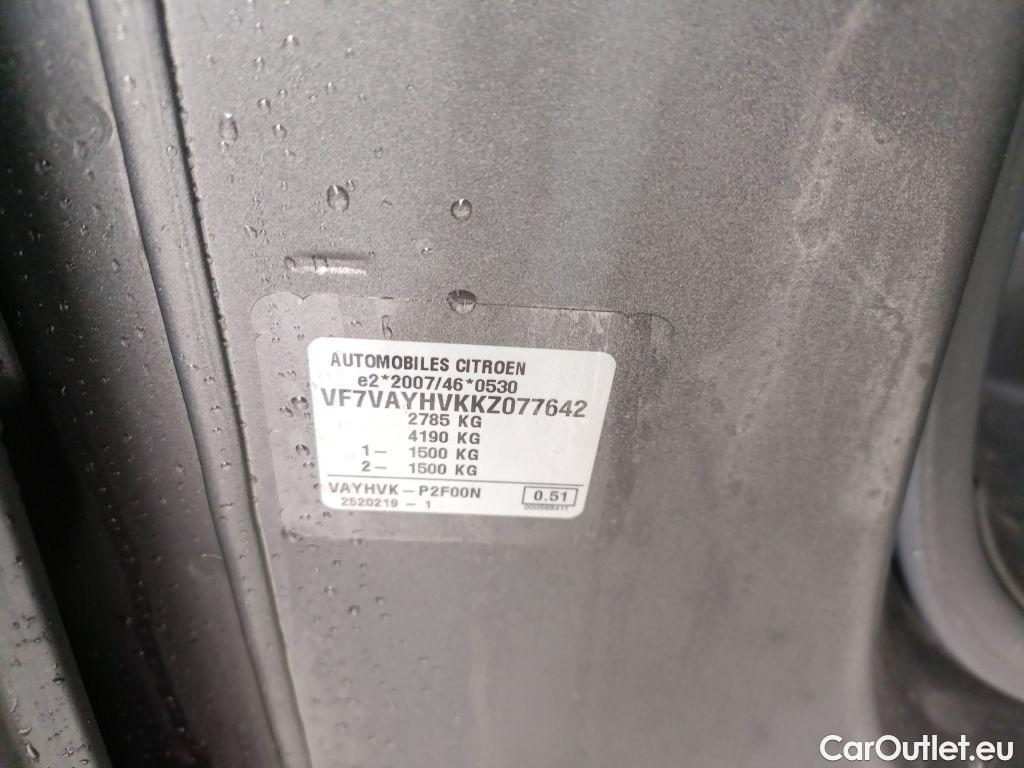 AUTOMOBILES CITROEN
e2*2007/46*0530
VF7VAYHVKKZ077642
2785 KG
4190 KG
1- 1500 KG
2- 1500 KG
VAYHVK - P2F00N 0.51
2520219 - 1
CarOutlet.eu